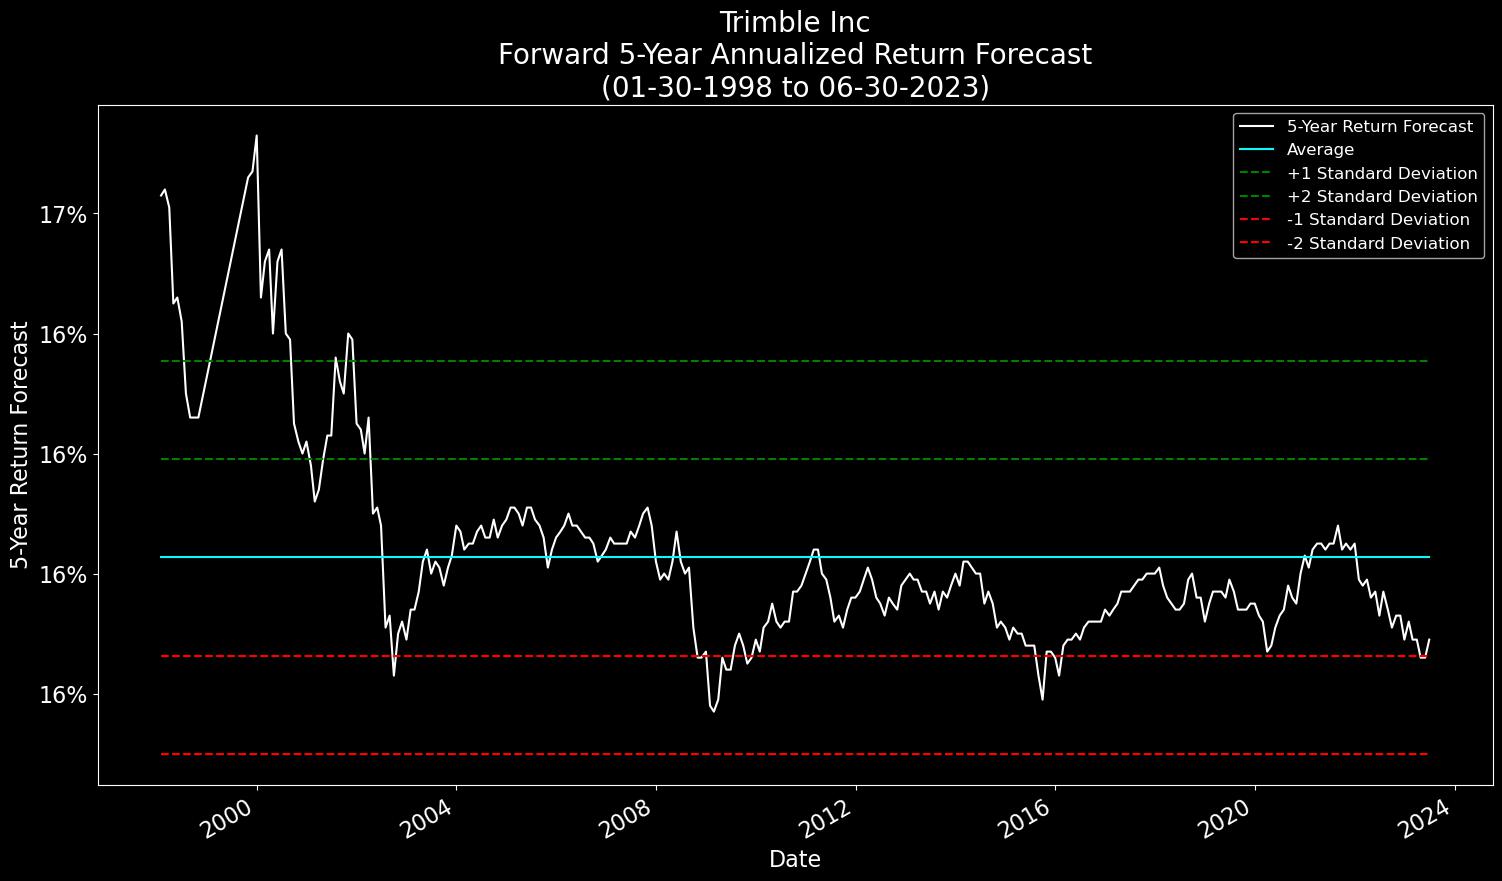 Trimble Inc
Forward 5-Year Annualized Return Forecast
(01-30-1998 to 06-30-2023)
5-Year Return Forecast
Average
+1 Standard Deviation
+2 Standard Deviation
-1 Standard Deviation
-2 Standard Deviation
17%
16%
16%
16%
16%
5-Year Return Forecast
2000
2004
2008
2012
2016
2020
2024
Date